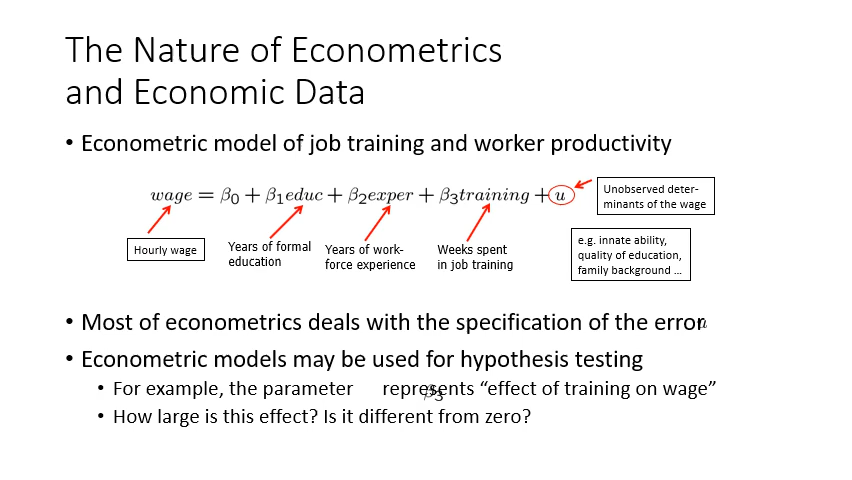 The Nature of Econometrics
and Economic Data
• Econometric model of job training and worker productivity
wage = β₀ + β₁educ + β₂exper + β₃training + u
Unobserved deter-
minants of the wage
Hourly wage
Years of formal
education
Years of work-
force experience
Weeks spent
in job training
e.g. innate ability,
quality of education,
family background ...
• Most of econometrics deals with the specification of the error u
• Econometric models may be used for hypothesis testing
• For example, the parameter β₃ represents “effect of training on wage”
• How large is this effect? Is it different from zero?